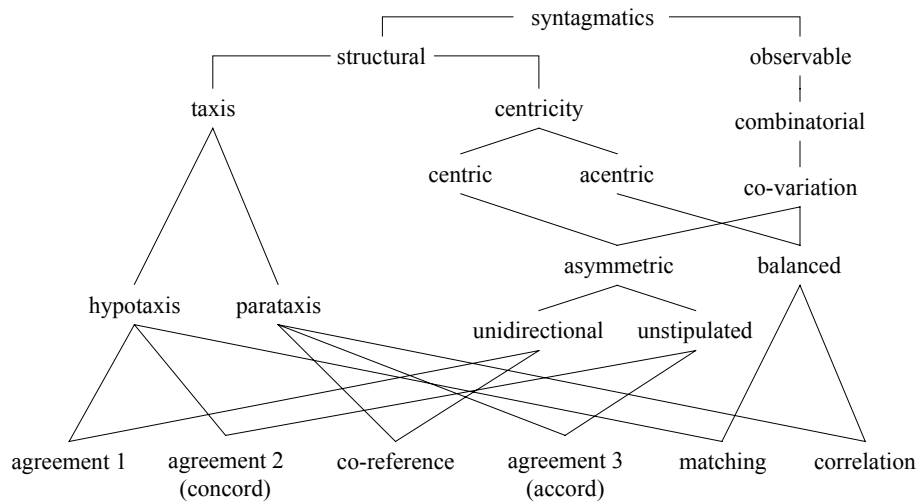 syntagmatics
structural
observable
taxis
centricity
combinatorial
centric
acentric
co-variation
asymmetric
balanced
hypotaxis
parataxis
unidirectional
unstipulated
agreement 1
agreement 2
(concord)
co-reference
agreement 3
(accord)
matching
correlation